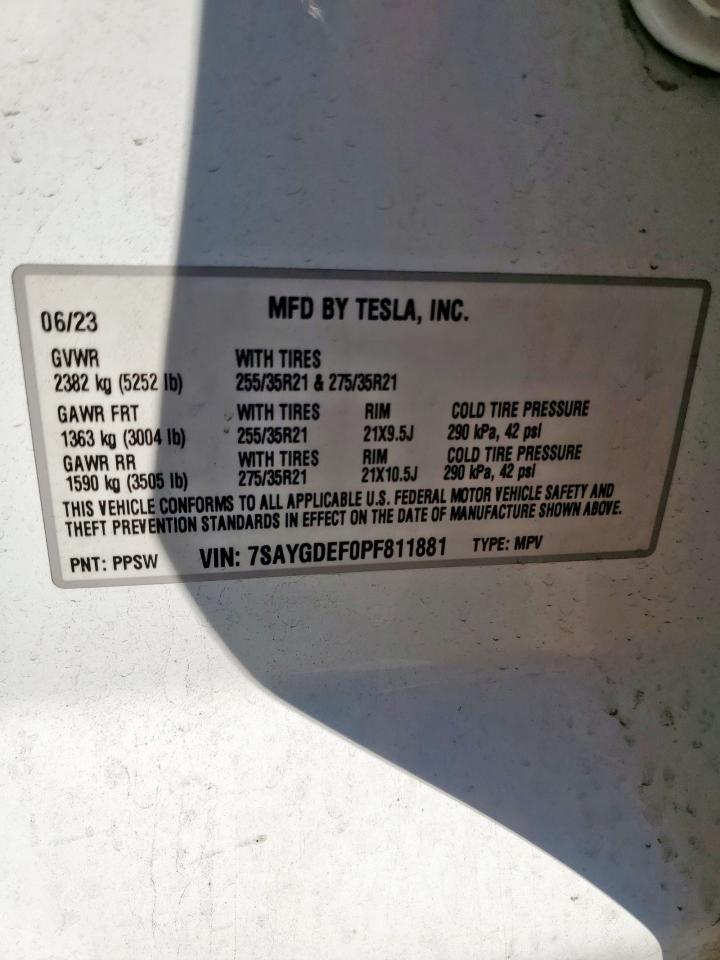 06/23 MFD BY TESLA, INC.
GVWR WITH TIRES
2382 kg (5252 lb) 255/35R21 & 275/35R21
GAWR FRT WITH TIRES RIM COLD TIRE PRESSURE
1363 kg (3004 lb) 255/35R21 21X9.5J 290 kPa, 42 psi
GAWR RR WITH TIRES RIM COLD TIRE PRESSURE
1590 kg (3505 lb) 275/35R21 21X10.5J 290 kPa, 42 psi
THIS VEHICLE CONFORMS TO ALL APPLICABLE U.S. FEDERAL MOTOR VEHICLE SAFETY AND
THEFT PREVENTION STANDARDS IN EFFECT ON THE DATE OF MANUFACTURE SHOWN ABOVE.
PNT: PPSW VIN: 7SAYGDEF0PF811881 TYPE: MPV